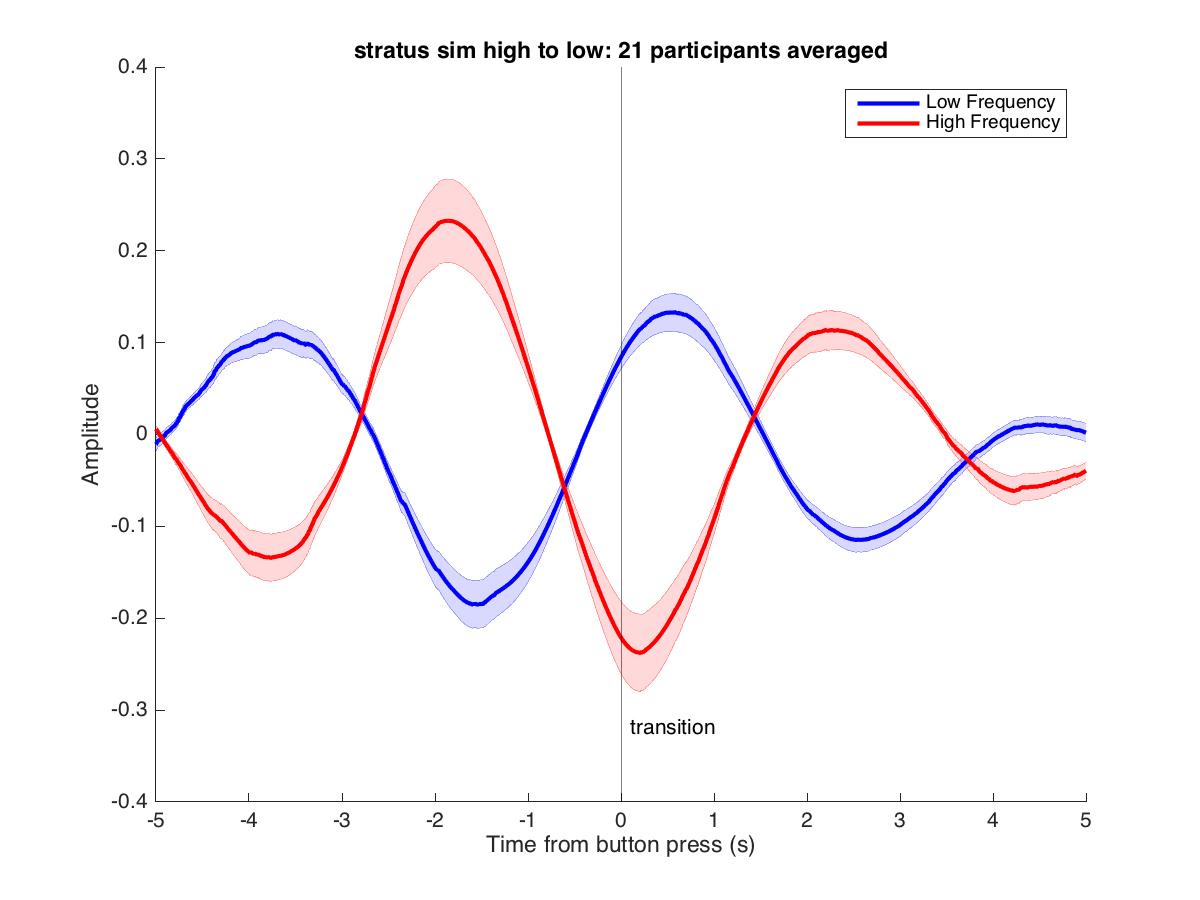 stratus sim high to low: 21 participants averaged
0.4
0.3
0.2
0.1
0
-0.1
-0.2
-0.3
-0.4
Amplitude
Low Frequency
High Frequency
transition
-5 -4 -3 -2 -1 0 1 2 3 4 5
Time from button press (s)